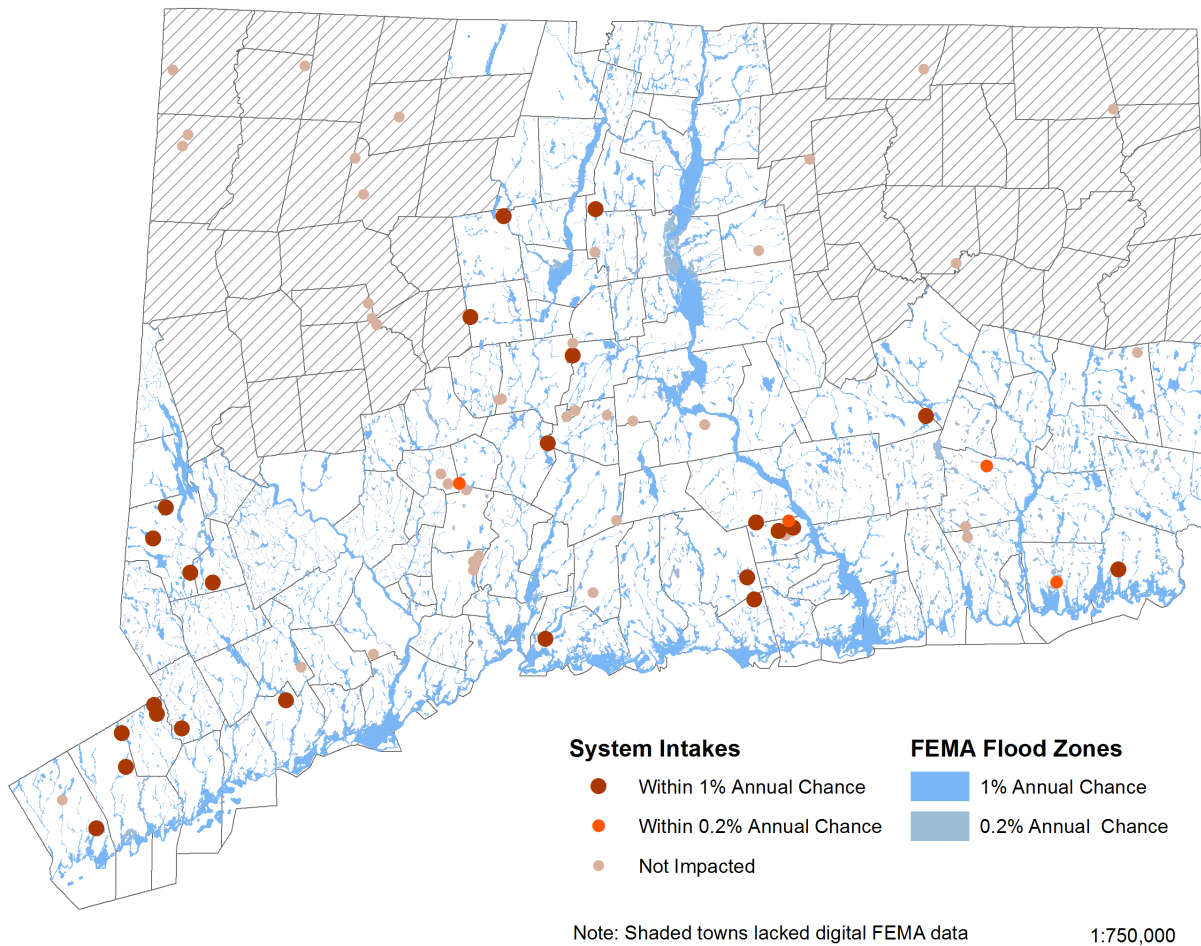 System Intakes
Within 1% Annual Chance
Within 0.2% Annual Chance
Not Impacted
FEMA Flood Zones
1% Annual Chance
0.2% Annual  Chance
Note: Shaded towns lacked digital FEMA data
1:750,000